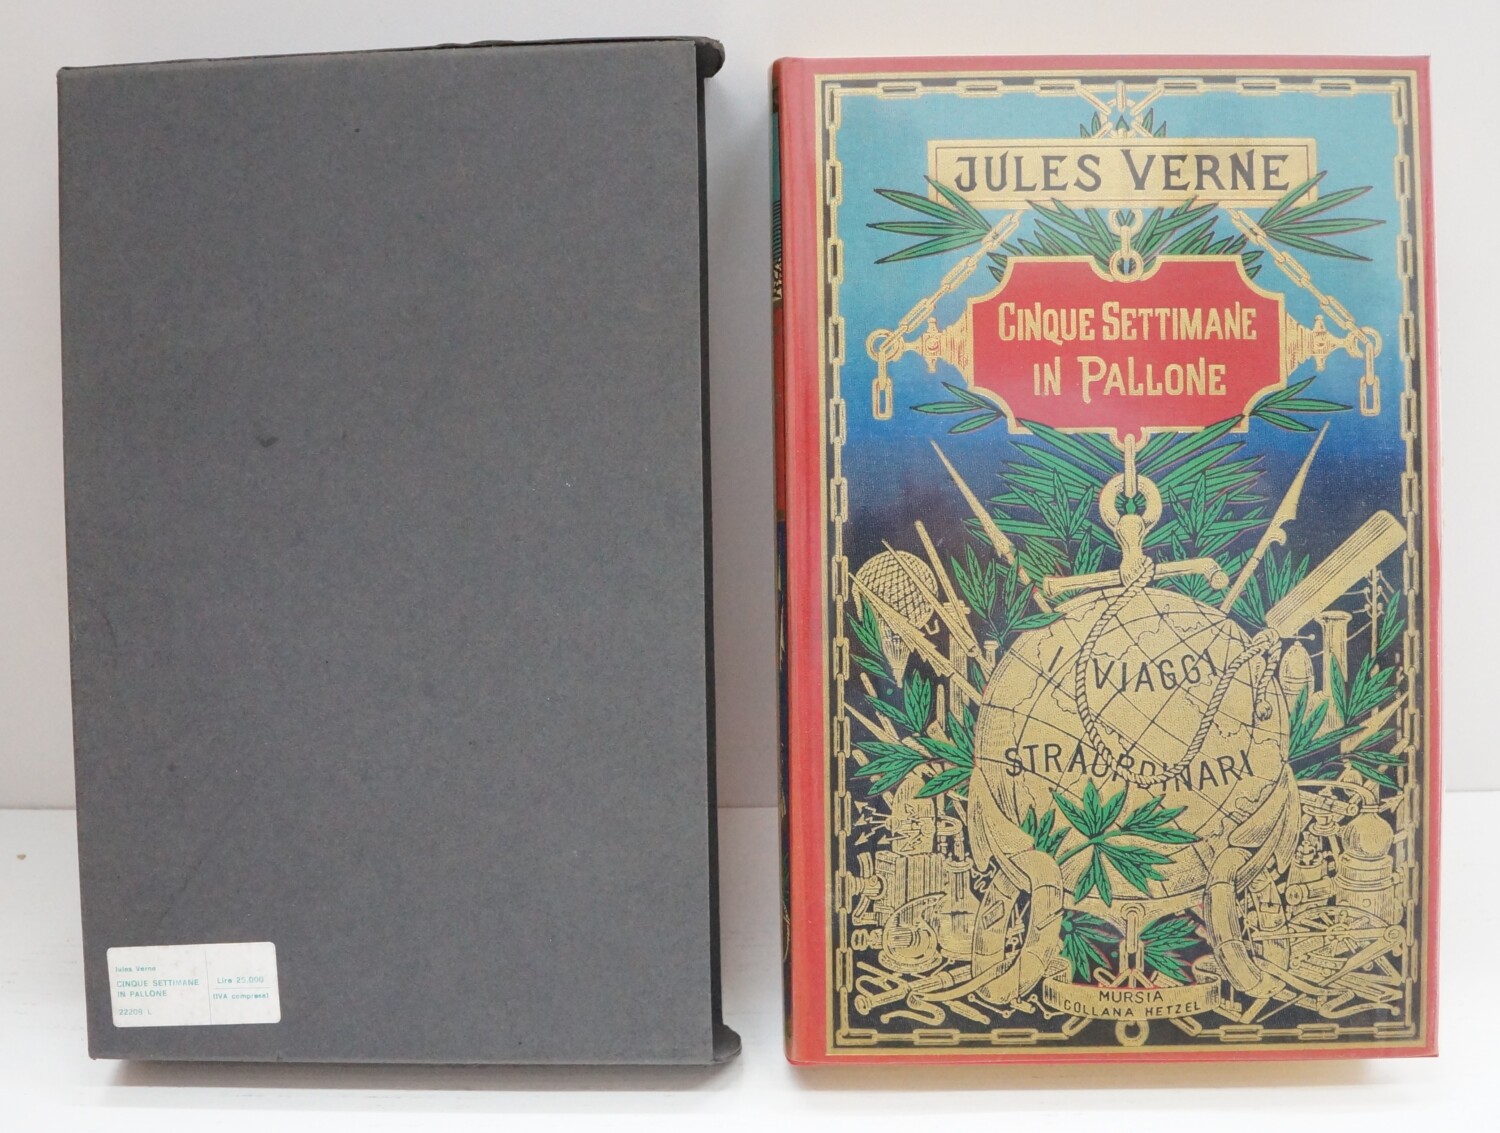 Jules Verne
CINQUE SETTIMANE
IN PALLONE
22209 L
Lire 25.000
(IVA compresa)
JULES VERNE
CINQUE SETTIMANE
IN PALLONE
I VIAGGI
STRAORDINARI
MURSIA
COLLANA HETZEL